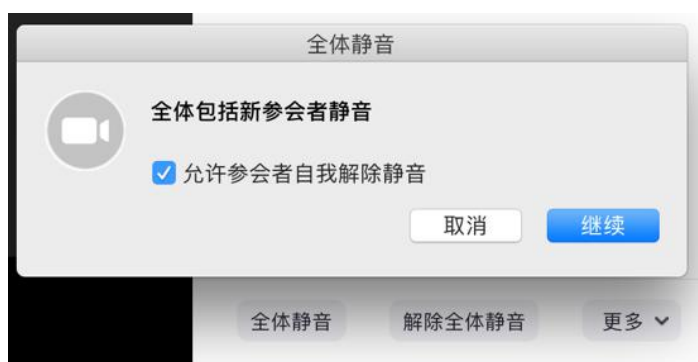 全体静音
全体包括新参会者静音
允许参会者自我解除静音
取消 继续
全体静音 解除全体静音 更多